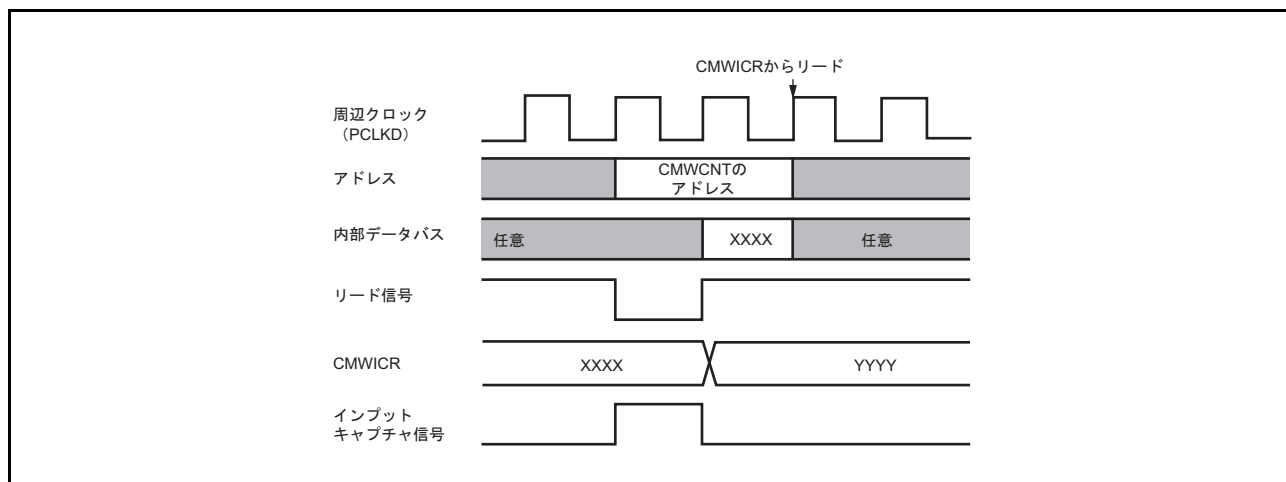 CMWICRからリード
周辺クロック
（PCLKD）
アドレス
CMWCNTの
アドレス
内部データバス
任意
XXXX
任意
リード信号
CMWICR
XXXX
YYYY
インプット
キャプチャ信号